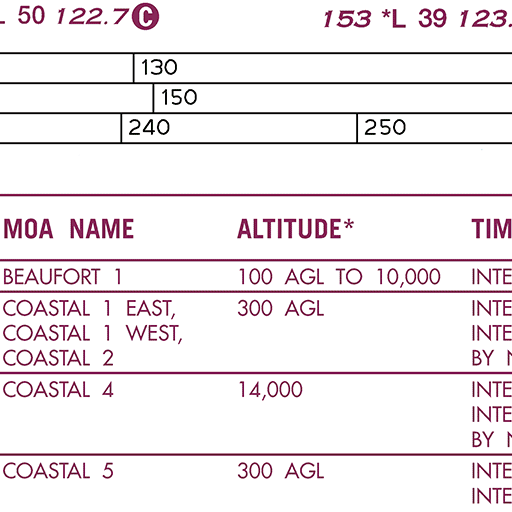 L 50 122.7 C 153 *L 39 123.
130
150
240 250
MOA NAME ALTITUDE* TIM
BEAUFORT 1 100 AGL TO 10,000 INTE
COASTAL 1 EAST, 300 AGL INTE
COASTAL 1 WEST, INTE
COASTAL 2 BY N
COASTAL 4 14,000 INTE
INTE
BY N
COASTAL 5 300 AGL INTE
INTE